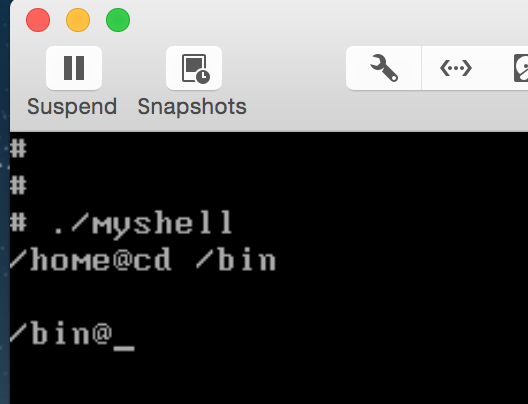 Suspend Snapshots
#
#
# ./myshell
/home@cd /bin
/bin@_